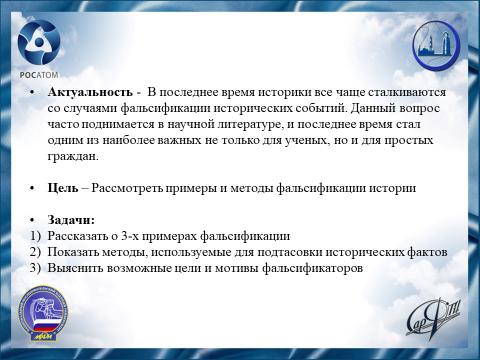 РОСАТОМ
• Актуальность - В последнее время историки все чаще сталкиваются
со случаями фальсификации исторических событий. Данный вопрос
часто поднимается в научной литературе, и последнее время стал
одним из наиболее важных не только для ученых, но и для простых
граждан.
• Цель – Рассмотреть примеры и методы фальсификации истории
• Задачи:
1) Рассказать о 3-х примерах фальсификации
2) Показать методы, используемые для подтасовки исторических фактов
3) Выяснить возможные цели и мотивы фальсификаторов
СарФТИ